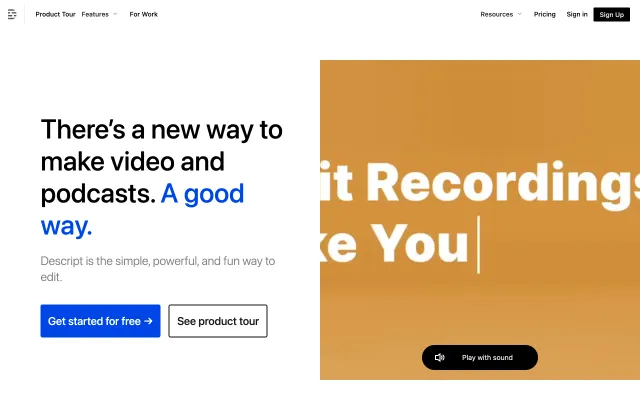 Product Tour Features For Work Resources Pricing Sign in Sign Up
There's a new way to
make video and
podcasts. A good
way.
Descript is the simple, powerful, and fun way to
edit.
Get started for free → See product tour
it Recordings
ke You
Play with sound